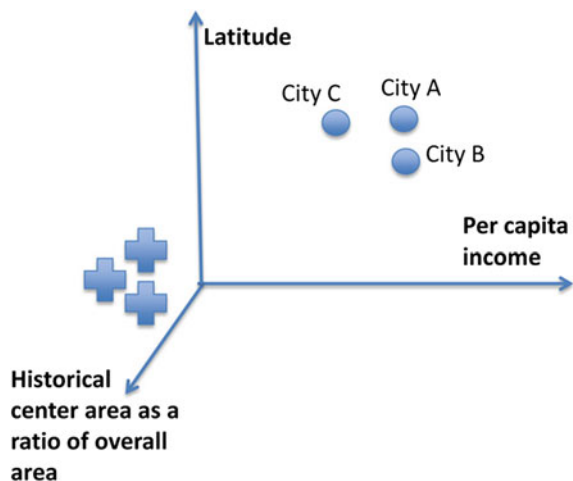 Latitude
City C
City A
City B
Per capita
income
Historical
center area as a
ratio of overall
area